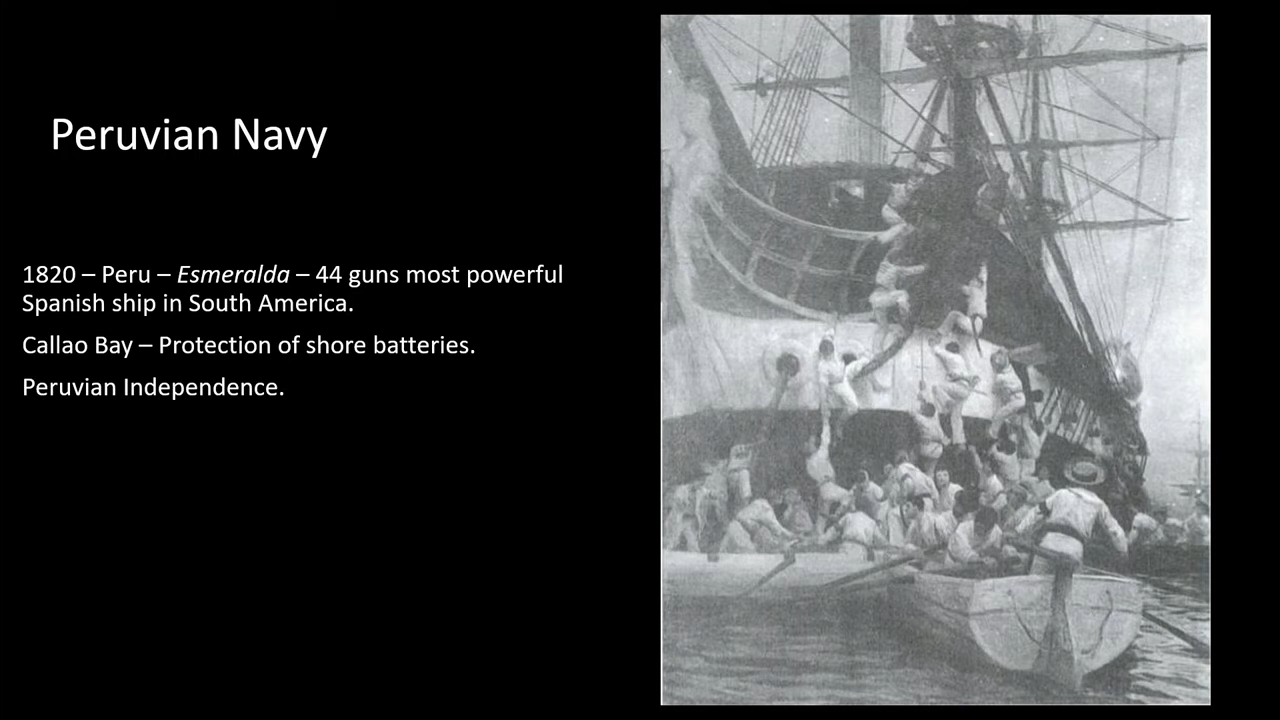 Peruvian Navy
1820 – Peru – Esmeralda – 44 guns most powerful
Spanish ship in South America.
Callao Bay – Protection of shore batteries.
Peruvian Independence.